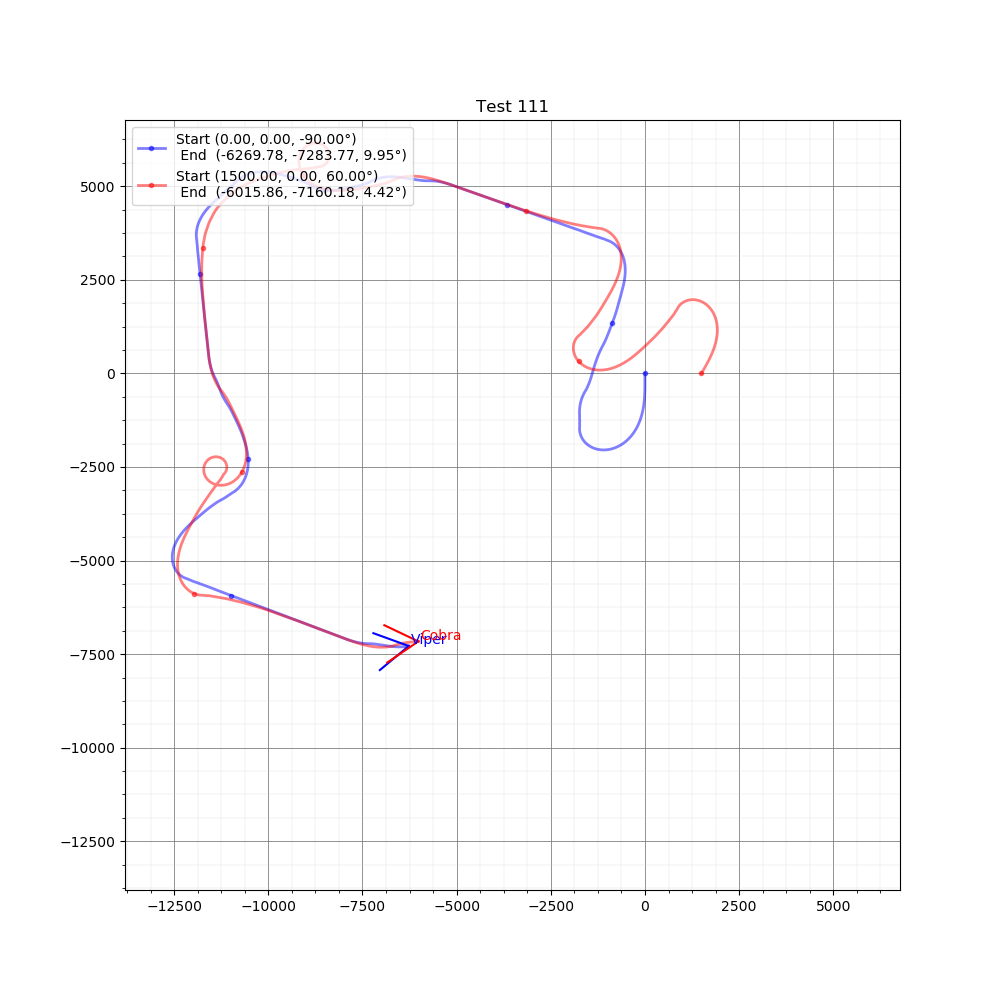 Test 111
Start (0.00, 0.00, -90.00°)
End (-6269.78, -7283.77, 9.95°)
Start (1500.00, 0.00, 60.00°)
End (-6015.86, -7160.18, 4.42°)
5000
2500
0
−2500
−5000
−7500
−10000
−12500
Cobra
Viper
−12500 −10000 −7500 −5000 −2500 0 2500 5000